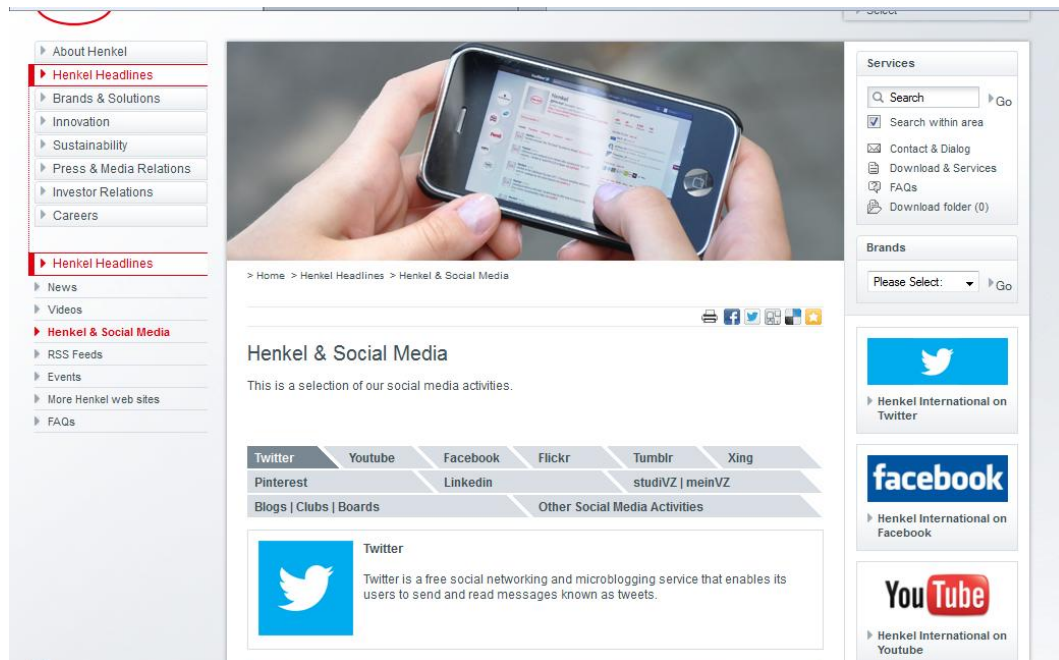 Select
About Henkel
Henkel Headlines
Brands & Solutions
Innovation
Sustainability
Press & Media Relations
Investor Relations
Careers
Henkel Headlines
News
Videos
Henkel & Social Media
RSS Feeds
Events
More Henkel web sites
FAQs
> Home > Henkel Headlines > Henkel & Social Media
Henkel & Social Media
This is a selection of our social media activities.
Twitter Youtube Facebook Flickr Tumblr Xing
Pinterest Linkedin studiVZ | meinVZ
Blogs | Clubs | Boards Other Social Media Activities
Twitter
Twitter is a free social networking and microblogging service that enables its
users to send and read messages known as tweets.
Services
Search Go
Search within area
Contact & Dialog
Download & Services
FAQs
Download folder (0)
Brands
Please Select: Go
Henkel International on
Twitter
facebook
Henkel International on
Facebook
You Tube
Henkel International on
Youtube